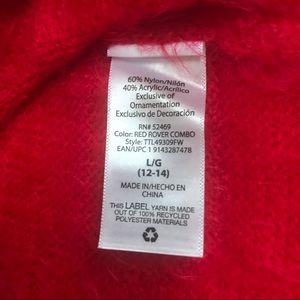 60% Nylon/Nilón
40% Acrylic/Acrílico
Exclusive of
Ornamentation
Exclusivo de Decoración
RN# 52469
Color: RED ROVER COMBO
Style: TTL49309FW
EAN/UPC 1 9143287478
L/G
(12-14)
MADE IN/HECHO EN
CHINA
THIS LABEL YARN IS MADE
OUT OF 100% RECYCLED
POLYESTER MATERIALS